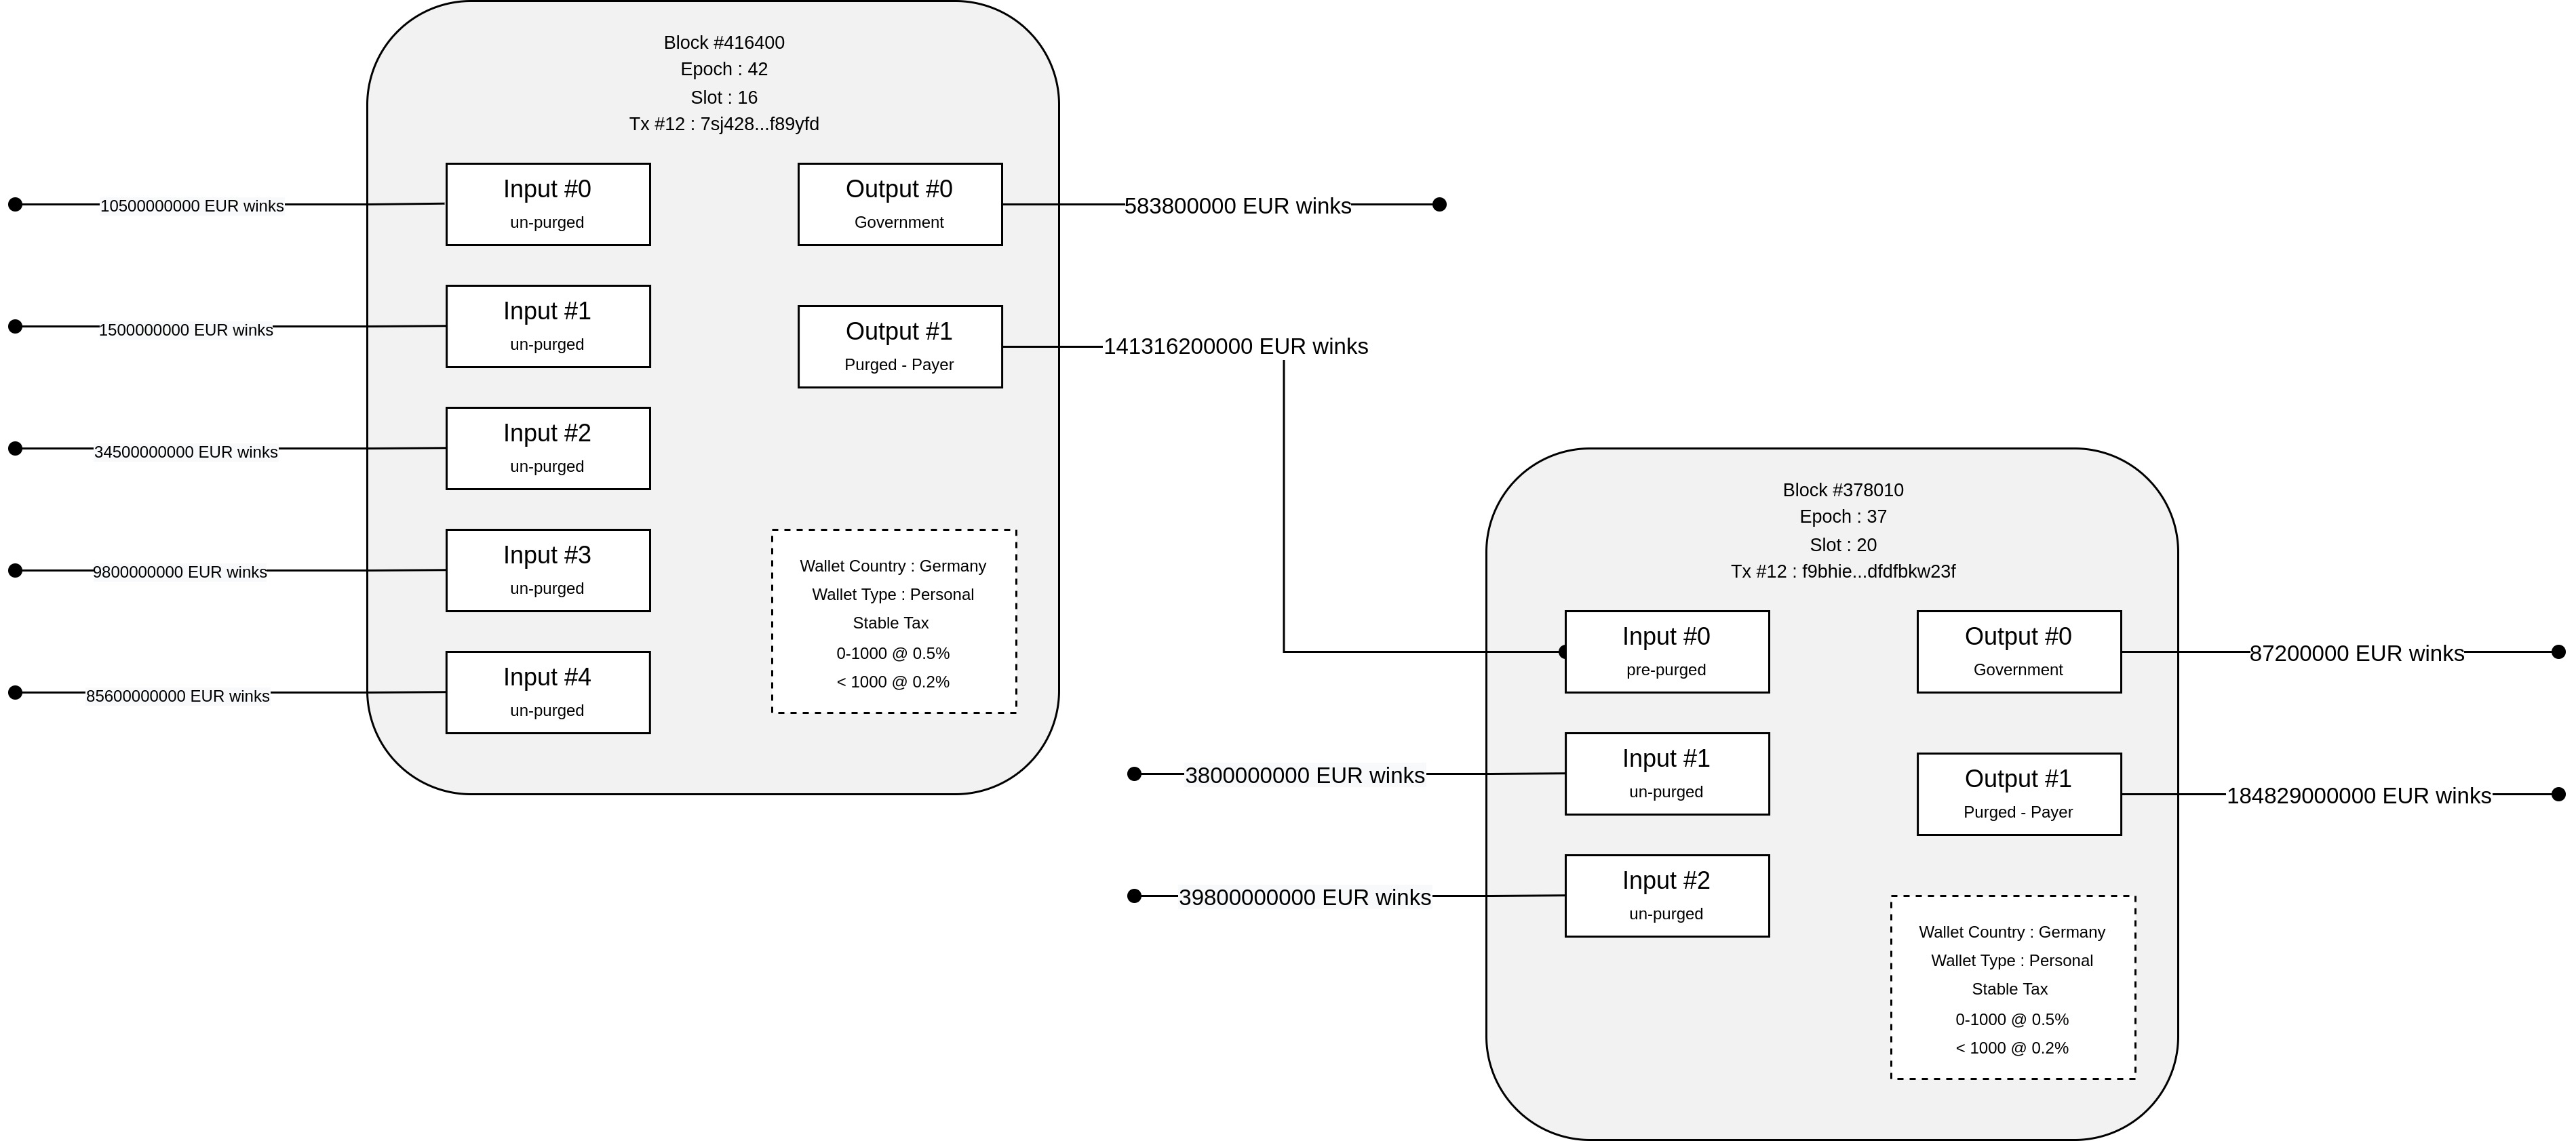 Block #416400
Epoch : 42
Slot : 16
Tx #12 : 7sj428...f89yfd
10500000000 EUR winks
Input #0
un-purged
Output #0
Government
583800000 EUR winks
1500000000 EUR winks
Input #1
un-purged
Output #1
Purged - Payer
141316200000 EUR winks
34500000000 EUR winks
Input #2
un-purged
9800000000 EUR winks
Input #3
un-purged
85600000000 EUR winks
Input #4
un-purged
Wallet Country : Germany
Wallet Type : Personal
Stable Tax
0-1000 @ 0.5%
< 1000 @ 0.2%
Block #378010
Epoch : 37
Slot : 20
Tx #12 : f9bhie...dfdfbkw23f
Input #0
pre-purged
Output #0
Government
87200000 EUR winks
3800000000 EUR winks
Input #1
un-purged
Output #1
Purged - Payer
184829000000 EUR winks
39800000000 EUR winks
Input #2
un-purged
Wallet Country : Germany
Wallet Type : Personal
Stable Tax
0-1000 @ 0.5%
< 1000 @ 0.2%